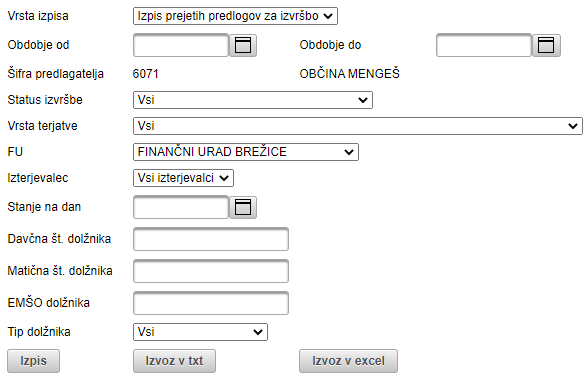 Vrsta izpisa Izpis prejetih predlogov za izvršbo
Obdobje od Obdobje do
Šifra predlagatelja 6071 OBČINA MENGEŠ
Status izvršbe Vsi
Vrsta terjatve Vsi
FU FINANČNI URAD BREŽICE
Izterjevalec Vsi izterjevalci
Stanje na dan
Davčna št. dolžnika
Matična št. dolžnika
EMŠO dolžnika
Tip dolžnika Vsi
Izpis Izvoz v txt Izvoz v excel